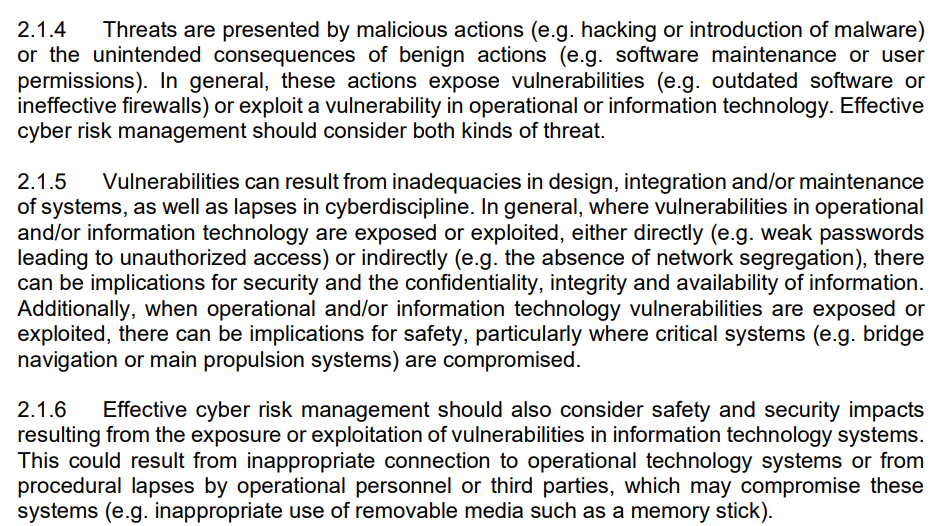 2.1.4 Threats are presented by malicious actions (e.g. hacking or introduction of malware)
or the unintended consequences of benign actions (e.g. software maintenance or user
permissions). In general, these actions expose vulnerabilities (e.g. outdated software or
ineffective firewalls) or exploit a vulnerability in operational or information technology. Effective
cyber risk management should consider both kinds of threat.
2.1.5 Vulnerabilities can result from inadequacies in design, integration and/or maintenance
of systems, as well as lapses in cyberdiscipline. In general, where vulnerabilities in operational
and/or information technology are exposed or exploited, either directly (e.g. weak passwords
leading to unauthorized access) or indirectly (e.g. the absence of network segregation), there
can be implications for security and the confidentiality, integrity and availability of information.
Additionally, when operational and/or information technology vulnerabilities are exposed or
exploited, there can be implications for safety, particularly where critical systems (e.g. bridge
navigation or main propulsion systems) are compromised.
2.1.6 Effective cyber risk management should also consider safety and security impacts
resulting from the exposure or exploitation of vulnerabilities in information technology systems.
This could result from inappropriate connection to operational technology systems or from
procedural lapses by operational personnel or third parties, which may compromise these
systems (e.g. inappropriate use of removable media such as a memory stick).